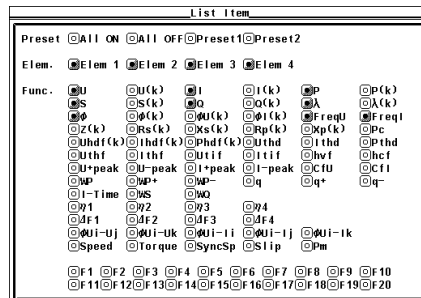 List Item
Preset All ON All OFF Preset1 Preset2
Elem. Elem 1 Elem 2 Elem 3 Elem 4
Func. U U(k) I I(k) P P(k)
S S(k) Q Q(k) λ λ(k)
Φ Φ(k) ΦU(k) ΦI(k) FreqU FreqI
Z(k) Rs(k) Xs(k) Rp(k) Xp(k) Pc
Uhdf(k) Ihdf(k) Phdf(k) Uthd Ithd Pthd
Uthf Ithf Utif Itif hvf hcf
U+peak U-peak I+peak I-peak CfU CfI
WP WP+ WP- q q+ q-
I-Time WS WQ
η1 η2 η3 η4
ΔF1 ΔF2 ΔF3 ΔF4
ΦUi-Uj ΦUi-Uk ΦUi-Ii ΦUi-Ij ΦUi-Ik
Speed Torque SyncSp Slip Pm
F1 F2 F3 F4 F5 F6 F7 F8 F9 F10
F11 F12 F13 F14 F15 F16 F17 F18 F19 F20